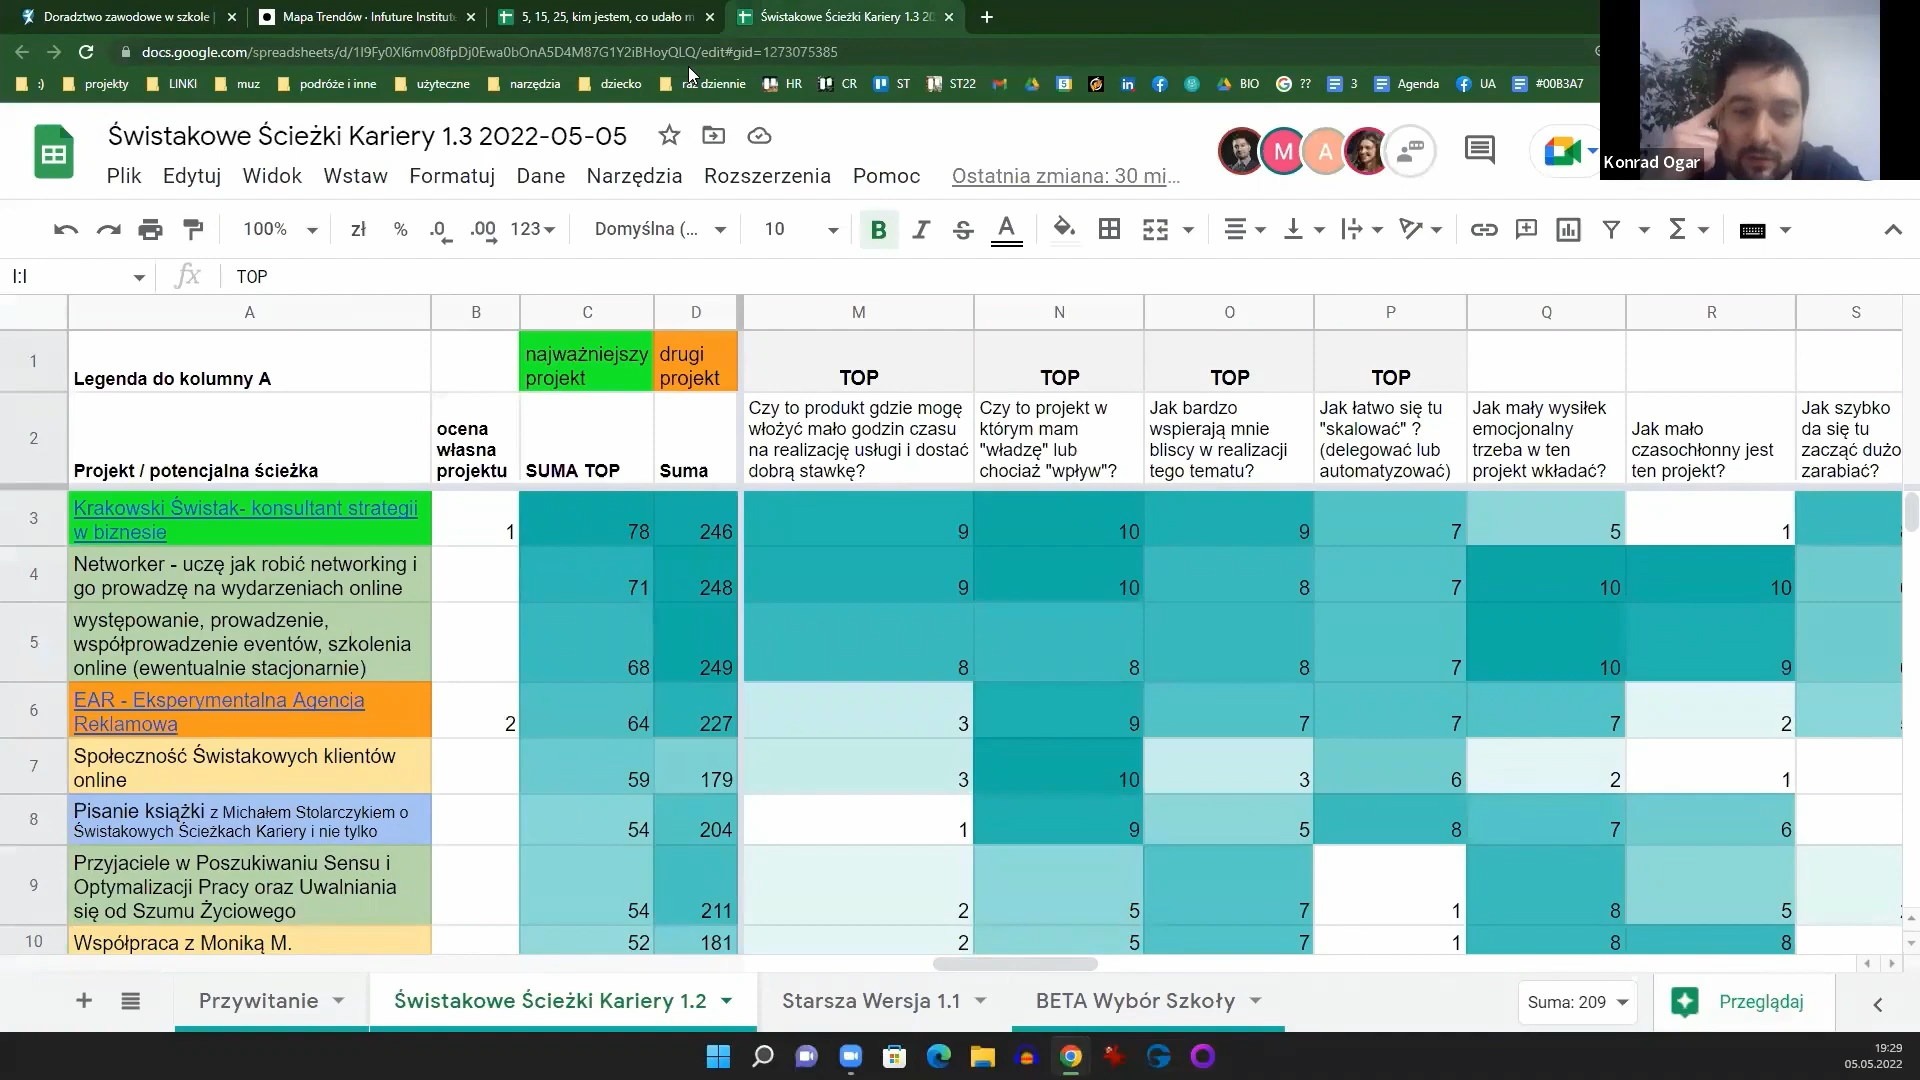 Doradztwo zawodowe w szkole
Mapa Trendów · Infuture Institute
5, 15, 25, kim jestem, co udało m
Świstakowe Ścieżki Kariery 1.3 20
docs.google.com/spreadsheets/d/1I9Fy0Xl6mv08fpDj0Ewa0bOnA5D4M87G1Y2iBHoyQLQ/edit#gid=1273075385
:) projekty LINKI muz podróże i inne użyteczne narzędzia dziecko raz dziennie HR CR ST ST22 BIO ?? 3 Agenda UA #00B3A7
Konrad Ogar
Świstakowe Ścieżki Kariery 1.3 2022-05-05
M A
Plik Edytuj Widok Wstaw Formatuj Dane Narzędzia Rozszerzenia Pomoc Ostatnia zmiana: 30 mi...
100% zł % .0 .00 123 Domyślna (... 10 B I S A
I:I fx TOP
A B C D M N O P Q R S
1
Legenda do kolumny A
najważniejszy
projekt
drugi
projekt
TOP TOP TOP TOP
2
Projekt / potencjalna ścieżka
ocena
własna
projektu
SUMA TOP
Suma
Czy to produkt gdzie mogę
włożyć mało godzin czasu
na realizację usługi i dostać
dobrą stawkę?
Czy to projekt w
którym mam
"władzę" lub
chociaż "wpływ"?
Jak bardzo
wspierają mnie
bliscy w realizacji
tego tematu?
Jak łatwo się tu
"skalować" ?
(delegować lub
automatyzować)
Jak mały wysiłek
emocjonalny
trzeba w ten
projekt wkładać?
Jak mało
czasochłonny jest
ten projekt?
Jak szybko
da się tu
zacząć dużo
zarabiać?
3
Krakowski Świstak- konsultant strategii
w biznesie
1 78 246 9 10 9 7 5 1
4
Networker - uczę jak robić networking i
go prowadzę na wydarzeniach online
71 248 9 10 8 7 10 10
5
występowanie, prowadzenie,
współprowadzenie eventów, szkolenia
online (ewentualnie stacjonarnie)
68 249 8 8 8 7 10 9
6
EAR - Eksperymentalna Agencja
Reklamowa
2 64 227 3 9 7 7 7 2
7
Społeczność Świstakowych klientów
online
59 179 3 10 3 6 2 1
8
Pisanie książki z Michałem Stolarczykiem o
Świstakowych Ścieżkach Kariery i nie tylko
54 204 1 9 5 8 7 6
9
Przyjaciele w Poszukiwaniu Sensu i
Optymalizacji Pracy oraz Uwalniania
się od Szumu Życiowego
54 211 2 5 7 1 8 5
10
Współpraca z Moniką M.
52 181 2 5 7 1 8 8
Przywitanie Świstakowe Ścieżki Kariery 1.2 Starsza Wersja 1.1 BETA Wybór Szkoły Suma: 209 Przeglądaj
19:29
05.05.2022